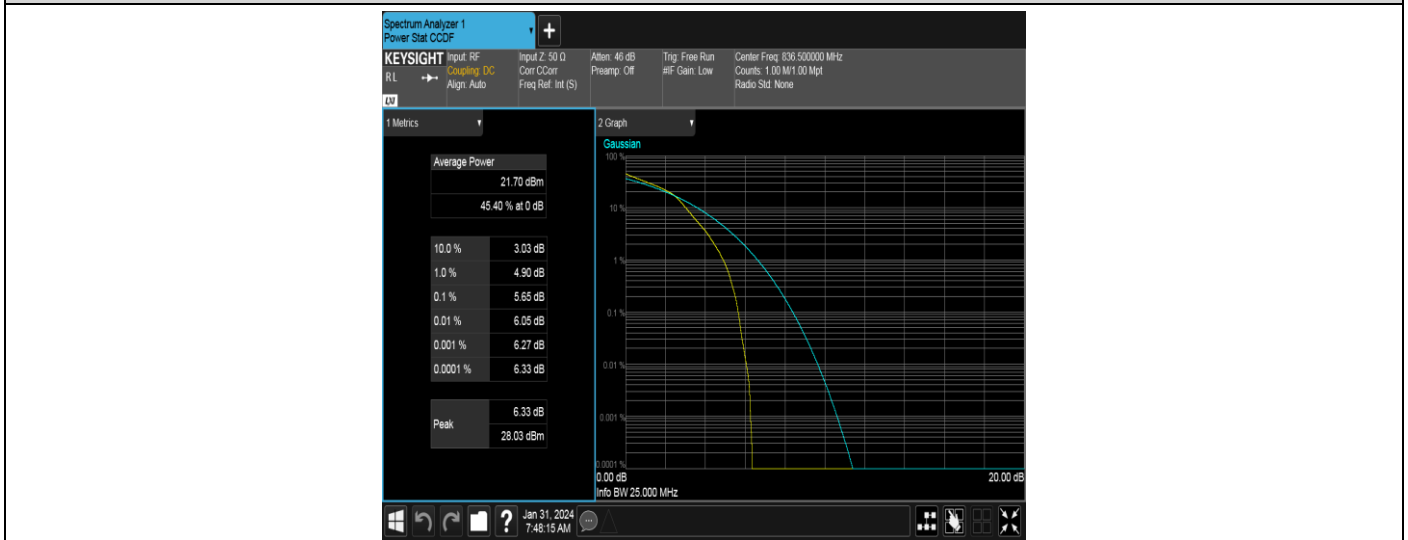 Spectrum Analyzer 1
Power Stat CCDF
+
KEYSIGHT
RL
LXI
Input: RF
Coupling: DC
Align: Auto
Input Z: 50 Ω
Corr CCorr
Freq Ref: Int (S)
Atten: 46 dB
Preamp: Off
Trig: Free Run
#IF Gain: Low
Center Freq: 836.500000 MHz
Counts: 1.00 M/1.00 Mpt
Radio Std: None
1 Metrics
Average Power
21.70 dBm
45.40 % at 0 dB
10.0 % 3.03 dB
1.0 % 4.90 dB
0.1 % 5.65 dB
0.01 % 6.05 dB
0.001 % 6.27 dB
0.0001 % 6.33 dB
Peak
6.33 dB
28.03 dBm
2 Graph
Gaussian
100 %
10 %
1 %
0.1 %
0.01 %
0.001 %
0.0001 %
0.00 dB
20.00 dB
Info BW 25.000 MHz
?
Jan 31, 2024
7:48:15 AM